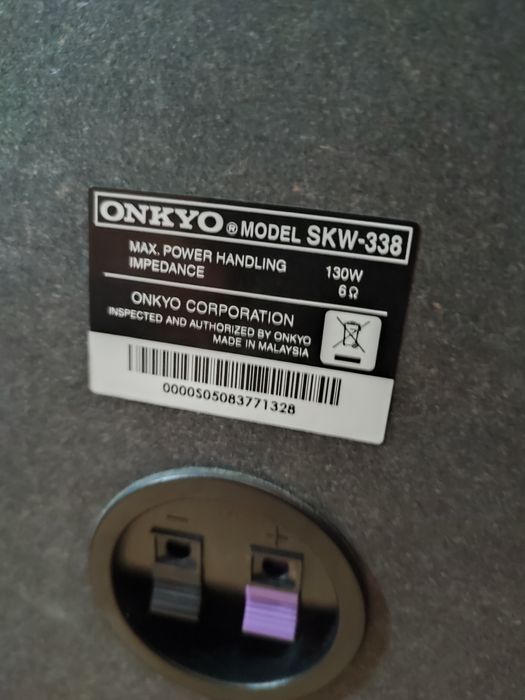 ONKYO® MODEL SKW-338
MAX. POWER HANDLING 130W
IMPEDANCE 6Ω
ONKYO CORPORATION
INSPECTED AND AUTHORIZED BY ONKYO
MADE IN MALAYSIA
0000S05083771328
− +